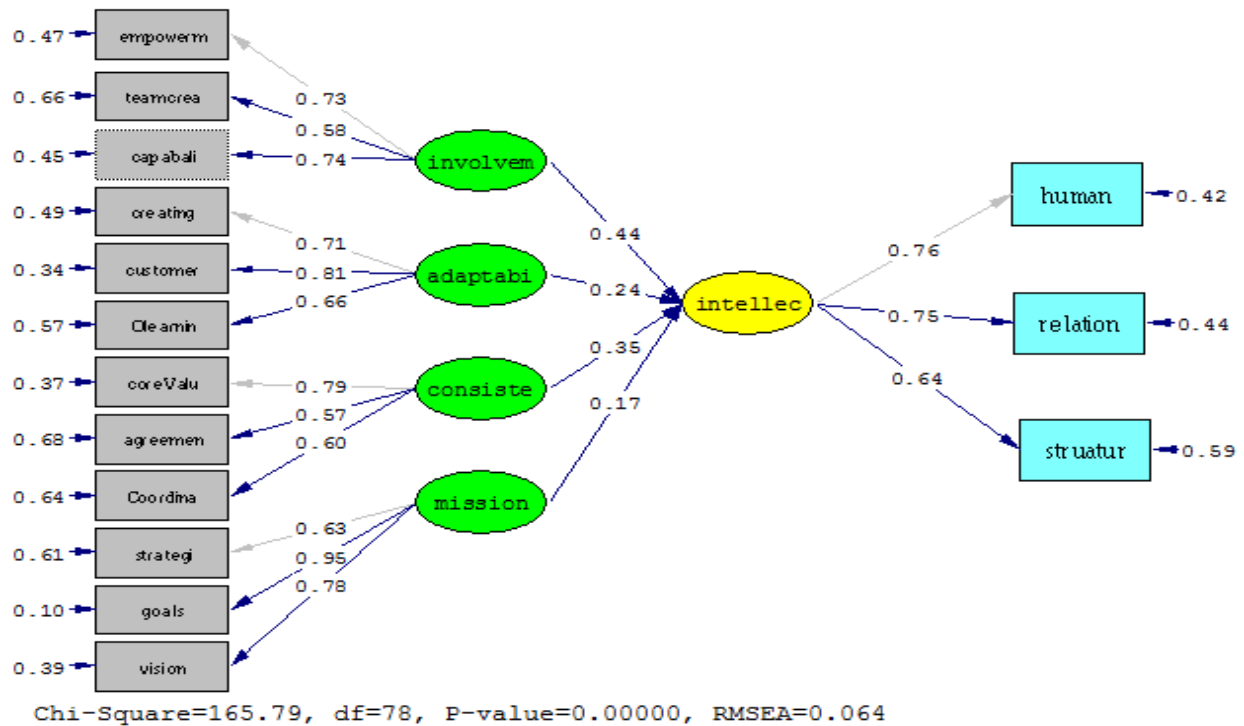 0.47 empowerm
0.73
0.66 teamcrea
0.58
0.45 capabali
0.74
involvem
0.49 creating
0.71
0.34 customer
0.81
adaptabi
0.66
0.57 Olearnin
0.37 coreValu
0.79
consiste
0.57
0.68 agreemen
0.60
0.64 Coordina
mission
0.63
0.61 strategi
0.95
0.10 goals
0.78
0.39 vision
0.44
0.24
0.35
0.17
intellec
0.76
human 0.42
0.75
relation 0.44
0.64
struatur 0.59
Chi-Square=165.79, df=78, P-value=0.00000, RMSEA=0.064